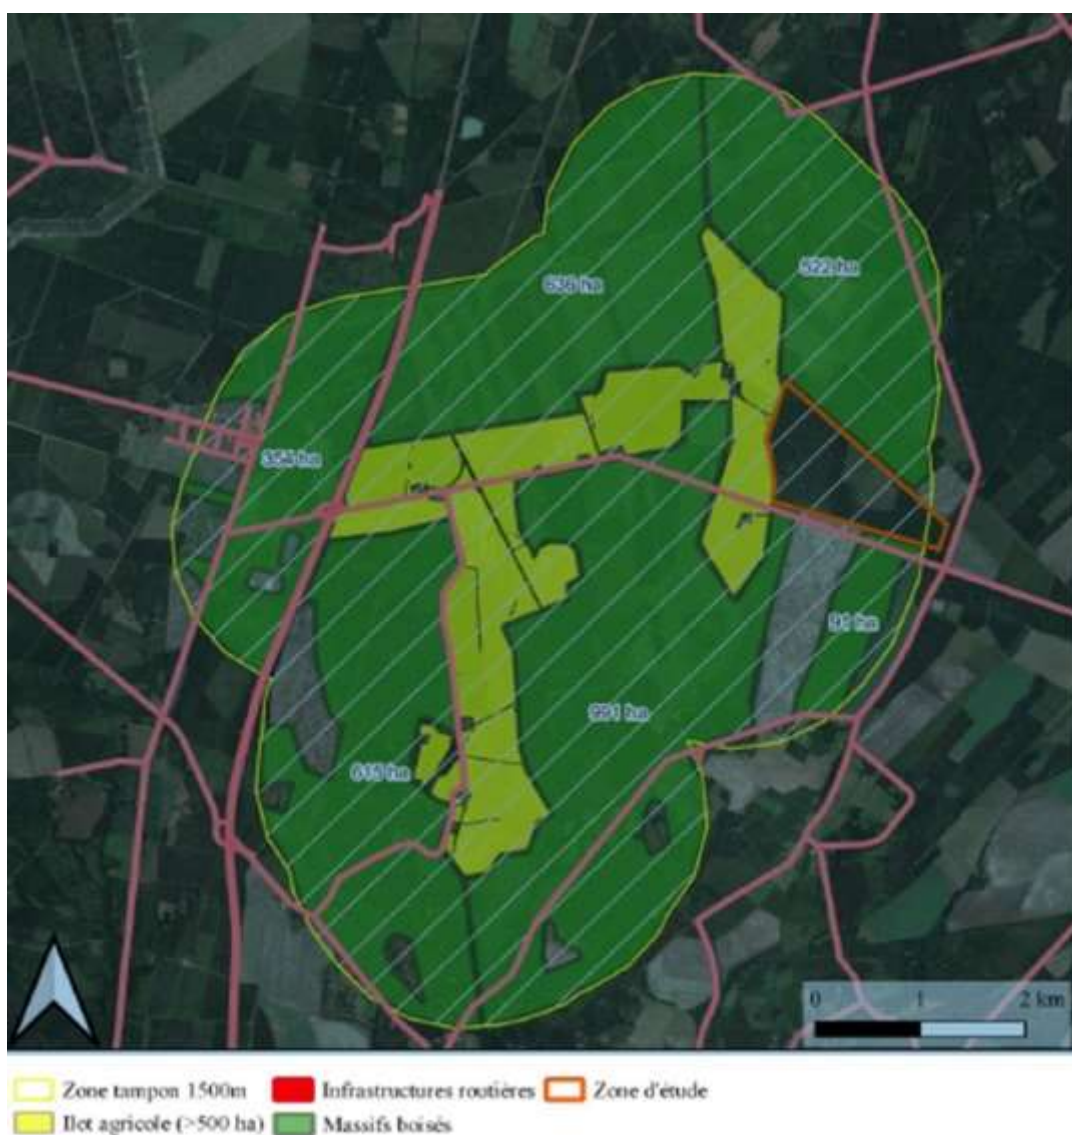 522 ha
636 ha
354 ha
91 ha
991 ha
615 ha
0 1 2 km
Zone tampon 1500m
Infrastructures routières
Zone d'étude
Ilot agricole (>500 ha)
Massifs boisés